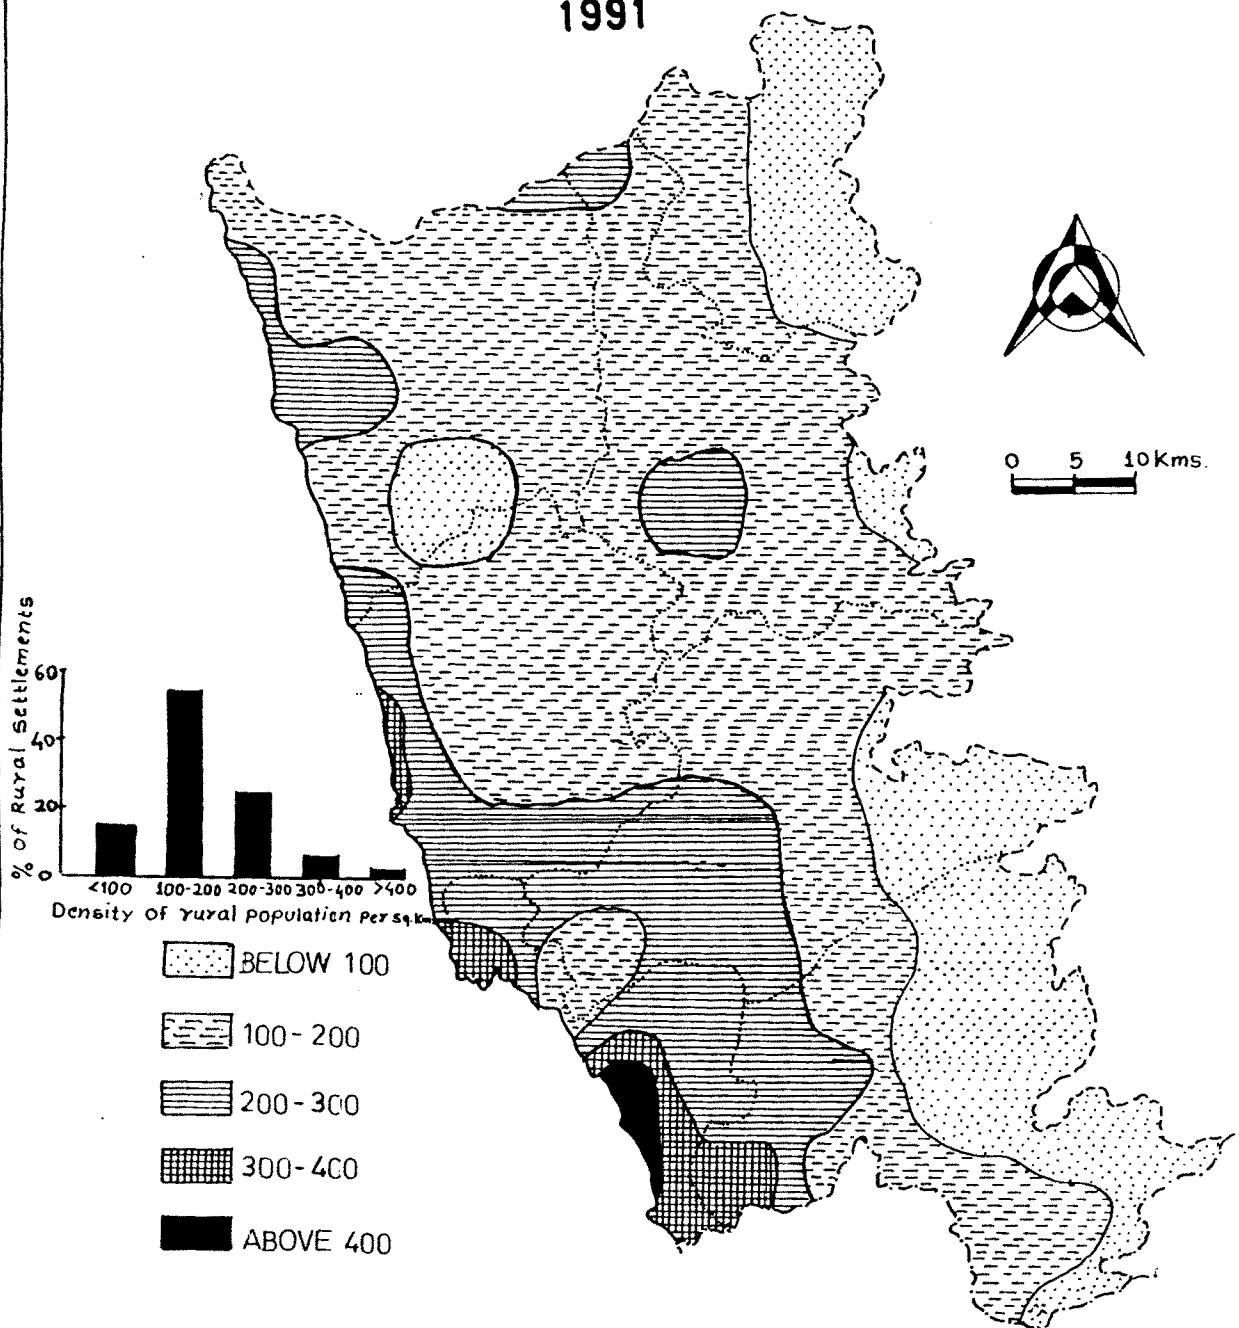 1991
0 5 10 Kms.
% of Rural Settlements
60
40
20
0
<100 100-200 200-300 300-400 >400
Density of rural population Per Sq.Km
BELOW 100
100-200
200-300
300-400
ABOVE 400